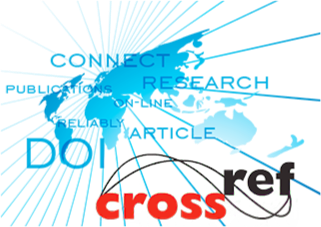 CONNECT
RESEARCH
PUBLICATIONS
ON-LINE
RELIABLY
ARTICLE
DOI
cross
ref